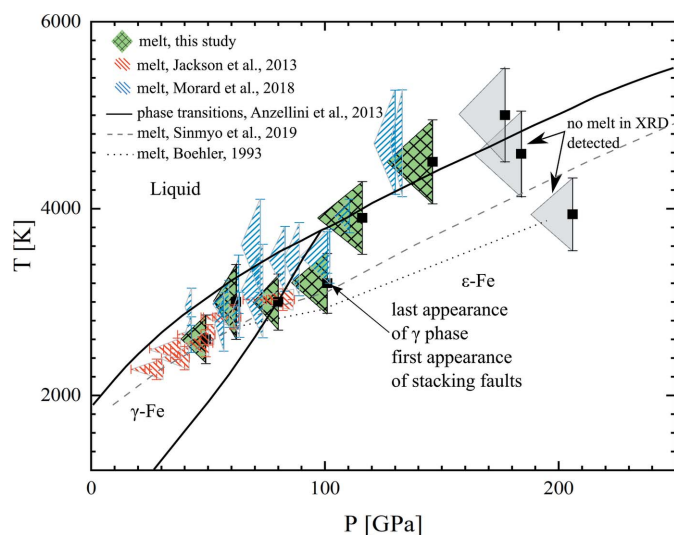 6000
4000
2000
T [K]
melt, this study
melt, Jackson et al., 2013
melt, Morard et al., 2018
phase transitions, Anzellini et al., 2013
melt, Sinmyo et al., 2019
melt, Boehler, 1993
Liquid
no melt in XRD
detected
ε-Fe
last appearance
of γ phase
first appearance
of stacking faults
γ-Fe
0
100
200
P [GPa]